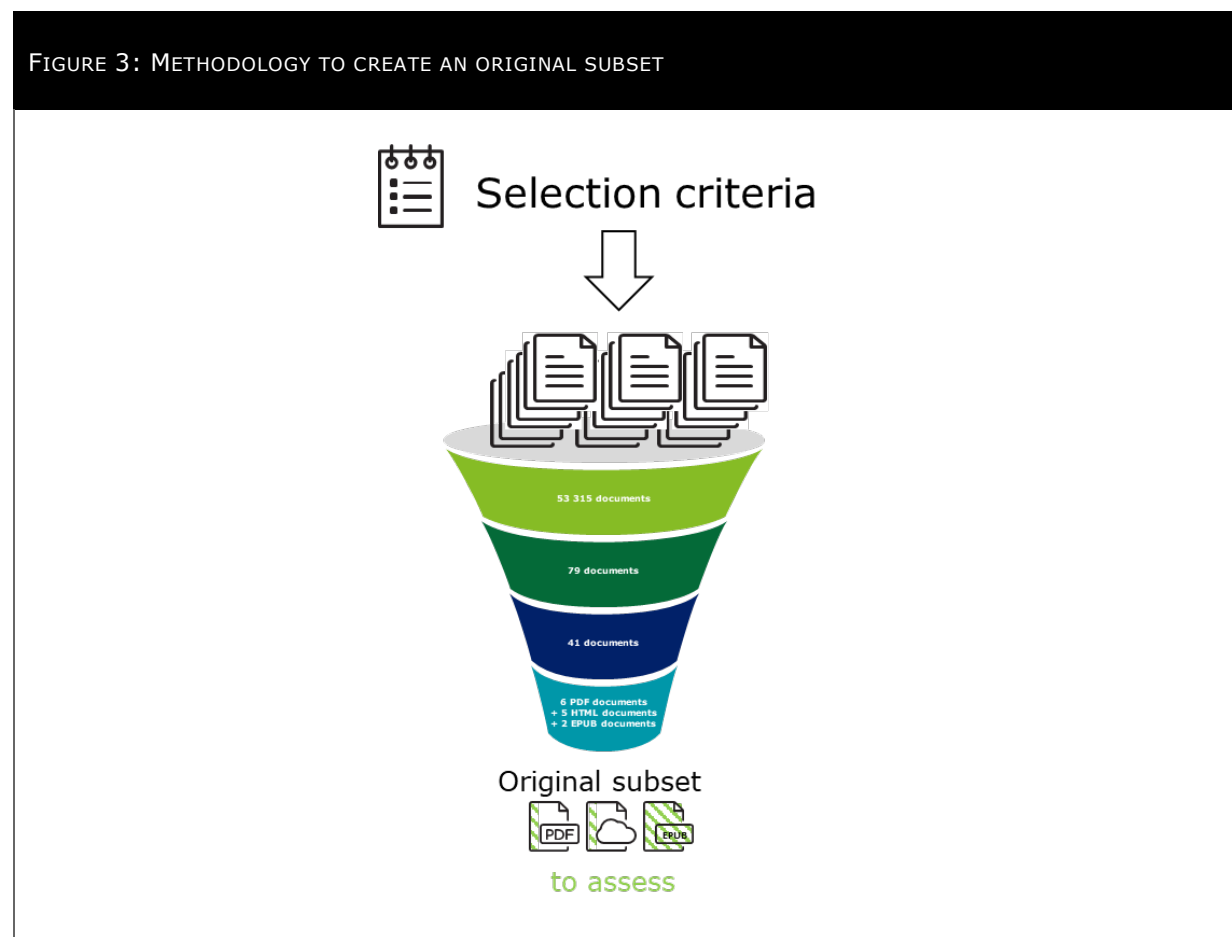 FIGURE 3: METHODOLOGY TO CREATE AN ORIGINAL SUBSET
Selection criteria
53 315 documents
79 documents
41 documents
6 PDF documents
+ 5 HTML documents
+ 2 EPUB documents
Original subset
PDF
EPUB
to assess